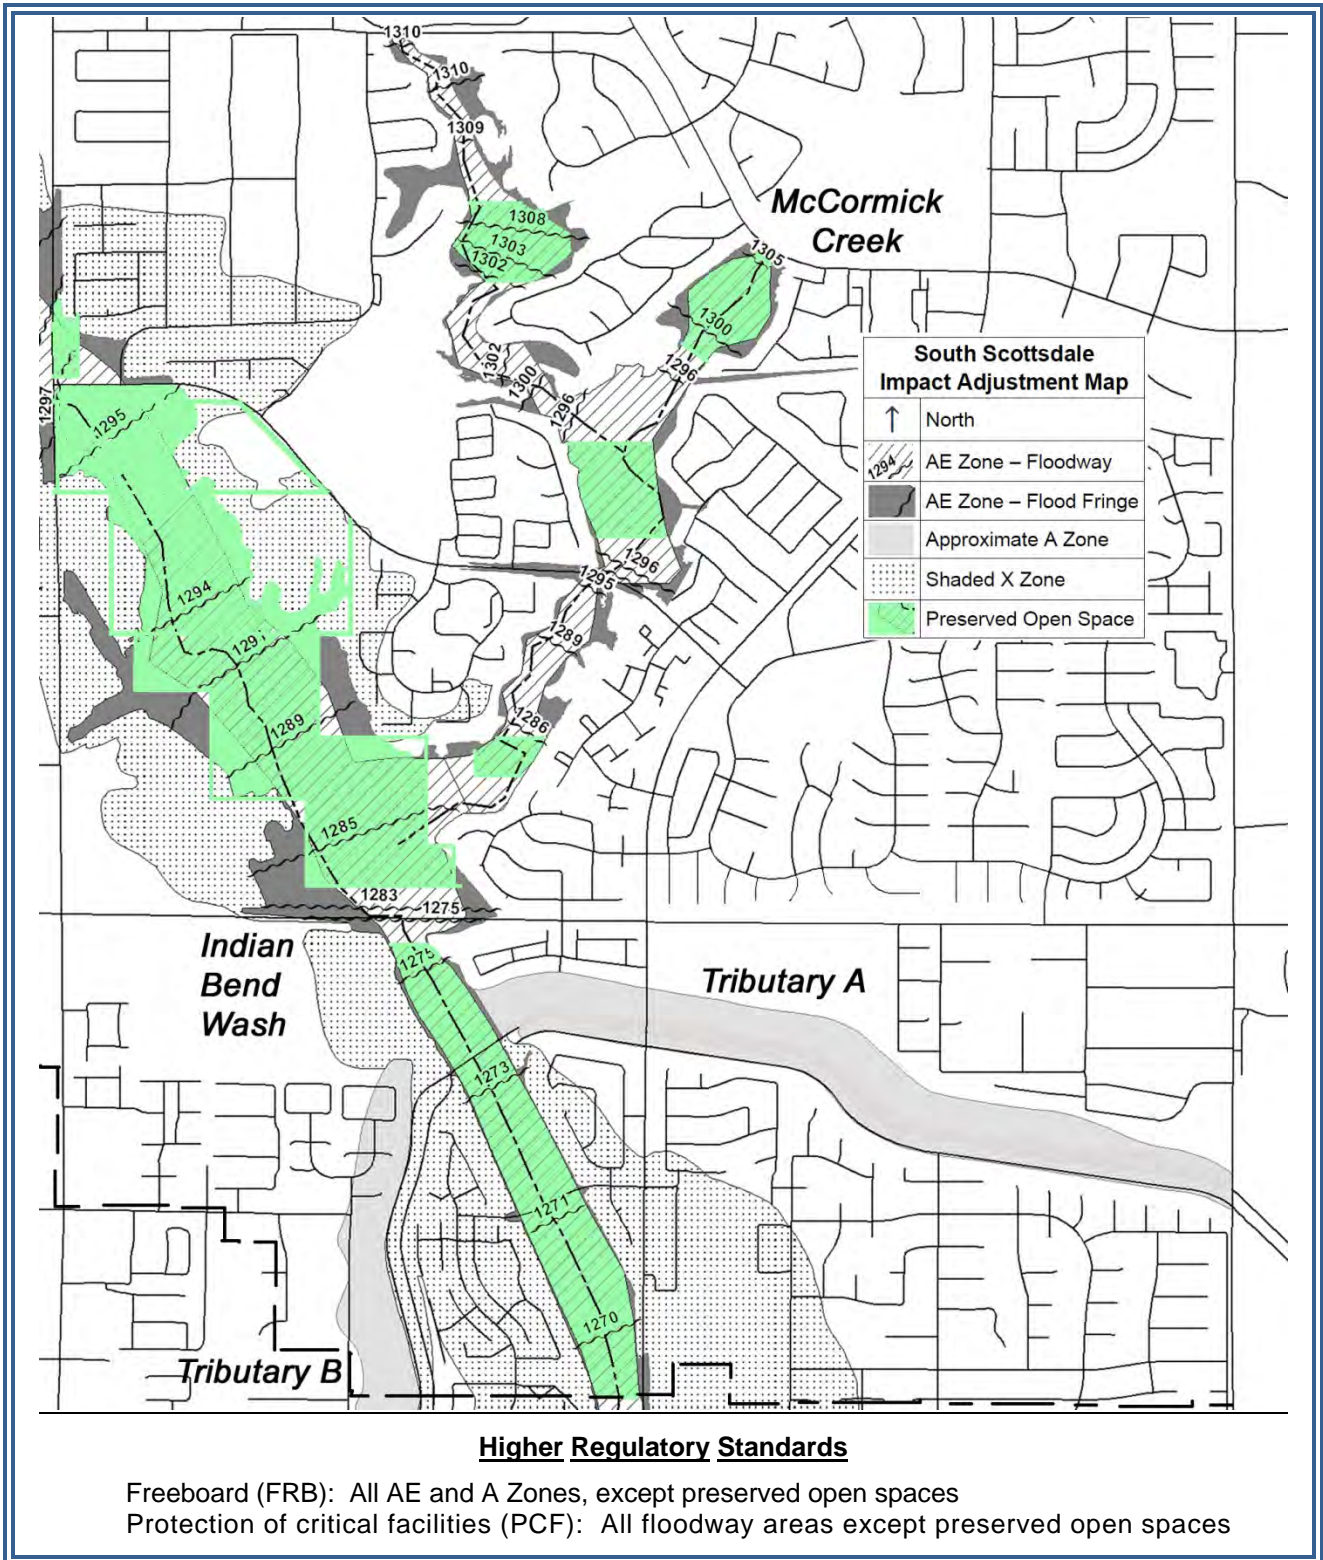 1310
1310
1309
McCormick
Creek
1308
1303
1302
1305
1300
1302
1300
1296
1296
1297
1295
South Scottsdale
Impact Adjustment Map
North
1294
AE Zone – Floodway
AE Zone – Flood Fringe
Approximate A Zone
Shaded X Zone
Preserved Open Space
1296
1295
1294
1289
1289
1286
1285
1283
1275
Indian
Bend
Wash
1275
Tributary A
1273
1271
1270
Tributary B
Higher Regulatory Standards
Freeboard (FRB): All AE and A Zones, except preserved open spaces
Protection of critical facilities (PCF): All floodway areas except preserved open spaces